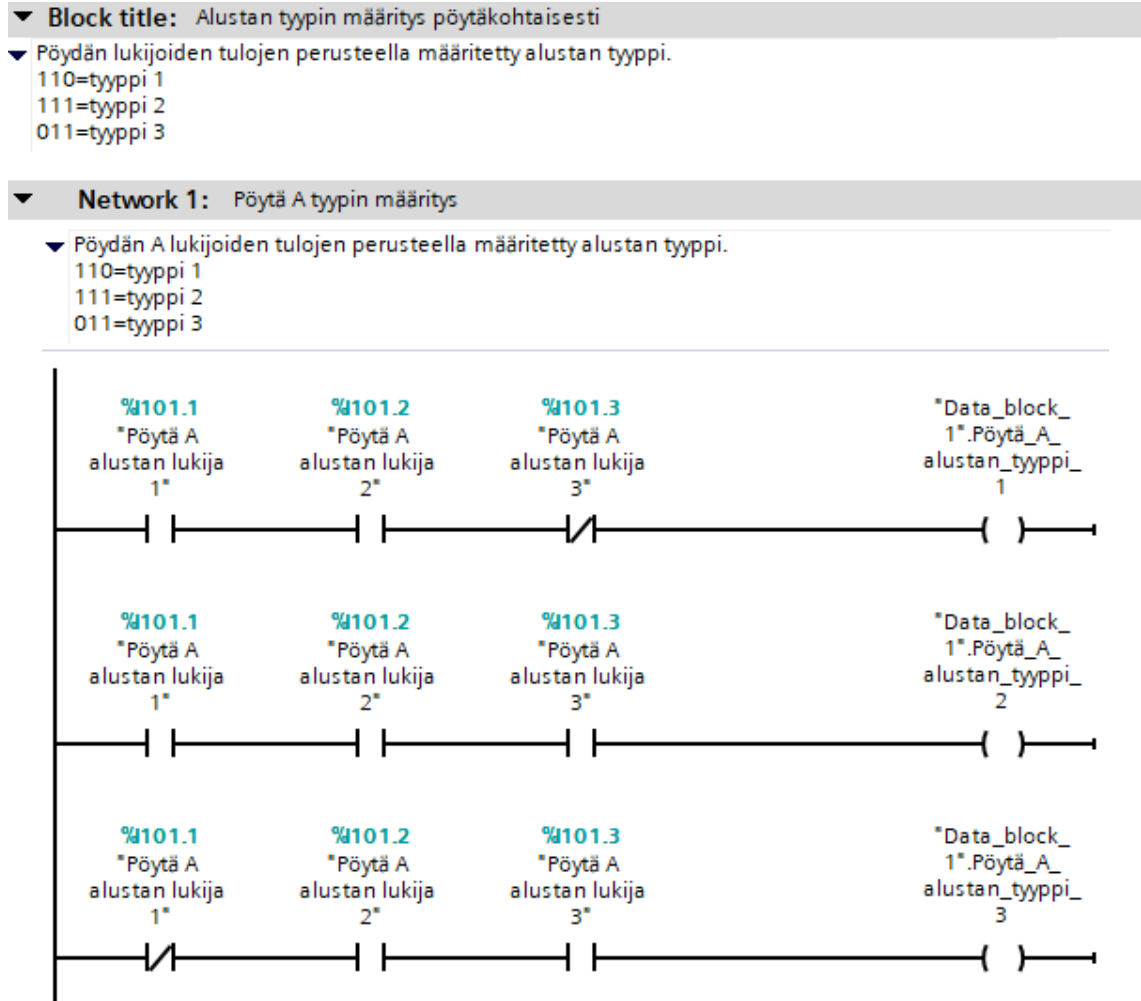 Block title: Alustan tyypin määritys pöytäkohtaisesti
Pöydän lukijoiden tulojen perusteella määritetty alustan tyyppi.
110=tyyppi 1
111=tyyppi 2
011=tyyppi 3
Network 1: Pöytä A tyypin määritys
Pöydän A lukijoiden tulojen perusteella määritetty alustan tyyppi.
110=tyyppi 1
111=tyyppi 2
011=tyyppi 3
%I101.1
"Pöytä A
alustan lukija
1"
%I101.2
"Pöytä A
alustan lukija
2"
%I101.3
"Pöytä A
alustan lukija
3"
"Data_block_
1".Pöytä_A_
alustan_tyyppi_
1
%I101.1
"Pöytä A
alustan lukija
1"
%I101.2
"Pöytä A
alustan lukija
2"
%I101.3
"Pöytä A
alustan lukija
3"
"Data_block_
1".Pöytä_A_
alustan_tyyppi_
2
%I101.1
"Pöytä A
alustan lukija
1"
%I101.2
"Pöytä A
alustan lukija
2"
%I101.3
"Pöytä A
alustan lukija
3"
"Data_block_
1".Pöytä_A_
alustan_tyyppi_
3